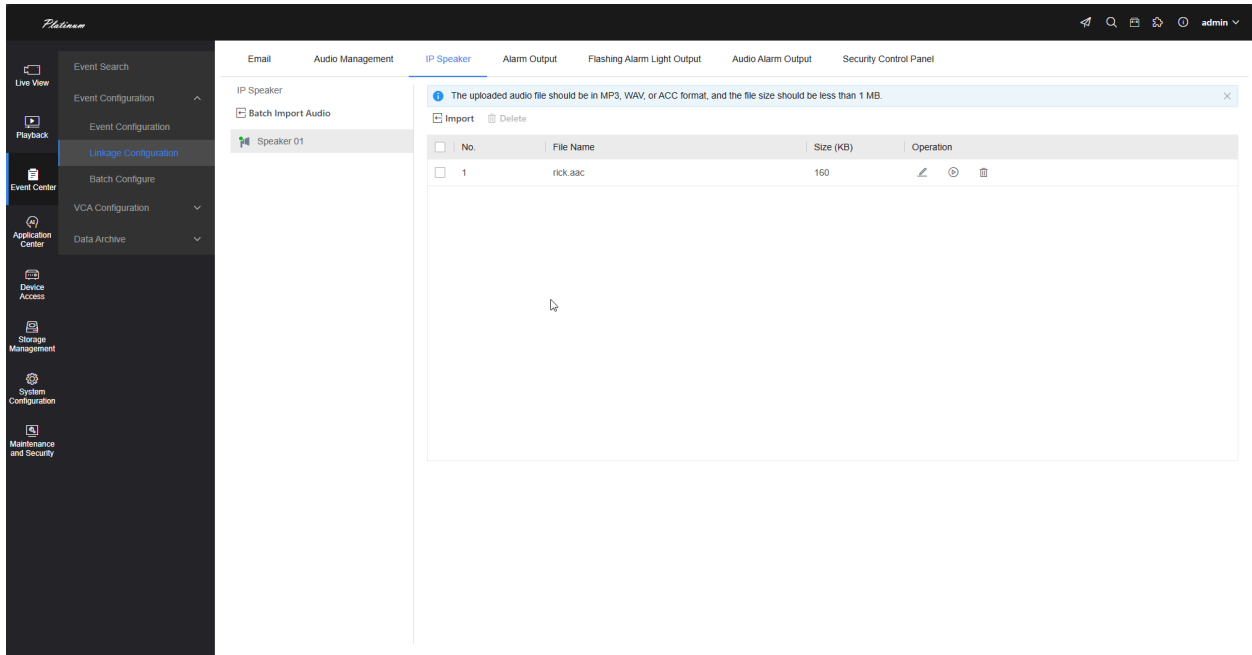 Platinum
admin
Live View
Playback
Event Center
Application
Center
Device
Access
Storage
Management
System
Configuration
Maintenance
and Security
Event Search
Event Configuration
Event Configuration
Linkage Configuration
Batch Configure
VCA Configuration
Data Archive
Email Audio Management IP Speaker Alarm Output Flashing Alarm Light Output Audio Alarm Output Security Control Panel
IP Speaker
Batch Import Audio
Speaker 01
The uploaded audio file should be in MP3, WAV, or ACC format, and the file size should be less than 1 MB.
Import Delete
No. File Name Size (KB) Operation
1 rick.aac 160